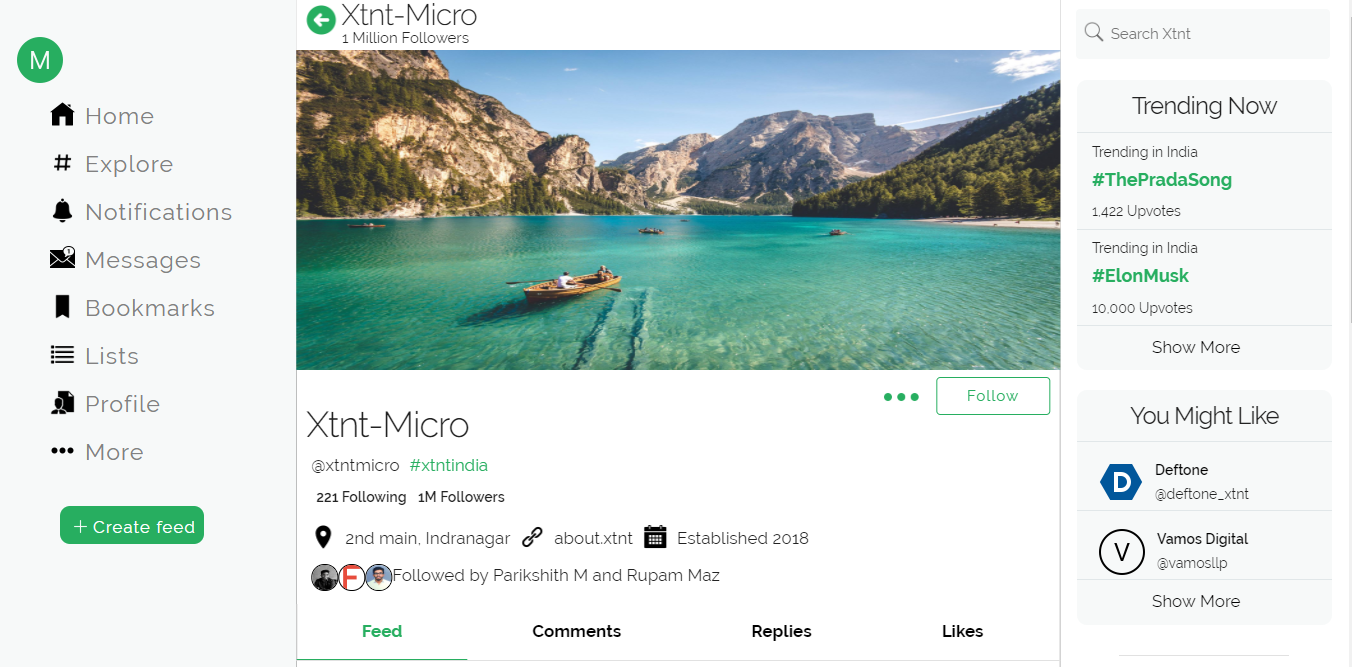 M
Home
Explore
Notifications
1
Messages
Bookmarks
Lists
Profile
More
+ Create feed
Xtnt-Micro
1 Million Followers
Follow
Xtnt-Micro
@xtntmicro #xtntindia
221 Following 1M Followers
2nd main, Indranagar about.xtnt Established 2018
F
Followed by Parikshith M and Rupam Maz
Feed Comments Replies Likes
Search Xtnt
Trending Now
Trending in India
#ThePradaSong
1,422 Upvotes
Trending in India
#ElonMusk
10,000 Upvotes
Show More
You Might Like
D
Deftone
@deftone_xtnt
V
Vamos Digital
@vamosllp
Show More